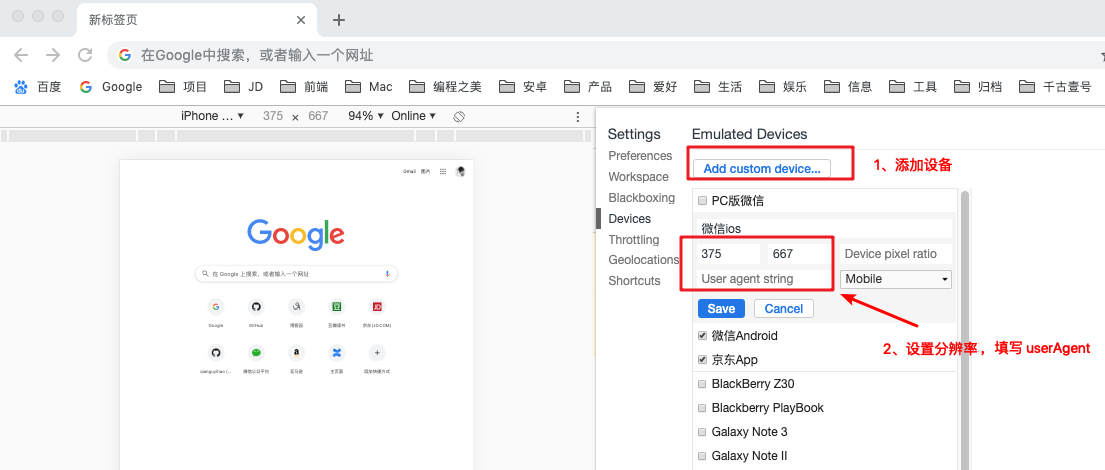 新标签页
在Google中搜索，或者输入一个网址
百度 Google 项目 JD 前端 Mac 编程之美 安卓 产品 爱好 生活 娱乐 信息 工具 归档 千古壹号
iPhone ... ▼ 375 × 667 94% ▼ Online ▼
Gmail 图片
Google
在 Google 上搜索，或者输入一个网址
Google GitHub 博客园 豆瓣读书 京东(JD.COM)
qianguyihao (... 微信公众平台 亚马逊 主页面 添加快捷方式
Settings
Preferences
Workspace
Blackboxing
Devices
Throttling
Geolocations
Shortcuts
Emulated Devices
Add custom device...
1、添加设备
PC版微信
微信ios
375 667 Device pixel ratio
User agent string Mobile
Save Cancel
2、设置分辨率，填写 userAgent
微信Android
京东App
BlackBerry Z30
Blackberry PlayBook
Galaxy Note 3
Galaxy Note II